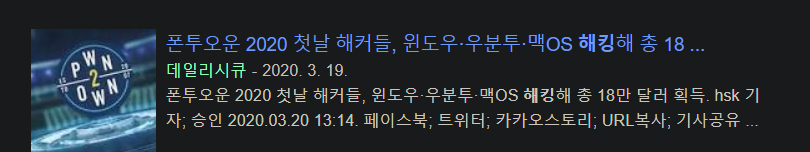 폰투오운 2020 첫날 해커들, 윈도우·우분투·맥OS 해킹해 총 18 ...
데일리시큐 - 2020. 3. 19.
폰투오운 2020 첫날 해커들, 윈도우·우분투·맥OS 해킹해 총 18만 달러 획득. hsk 기
자; 승인 2020.03.20 13:14. 페이스북; 트위터; 카카오스토리; URL복사; 기사공유 ...
PWN
2
OWN